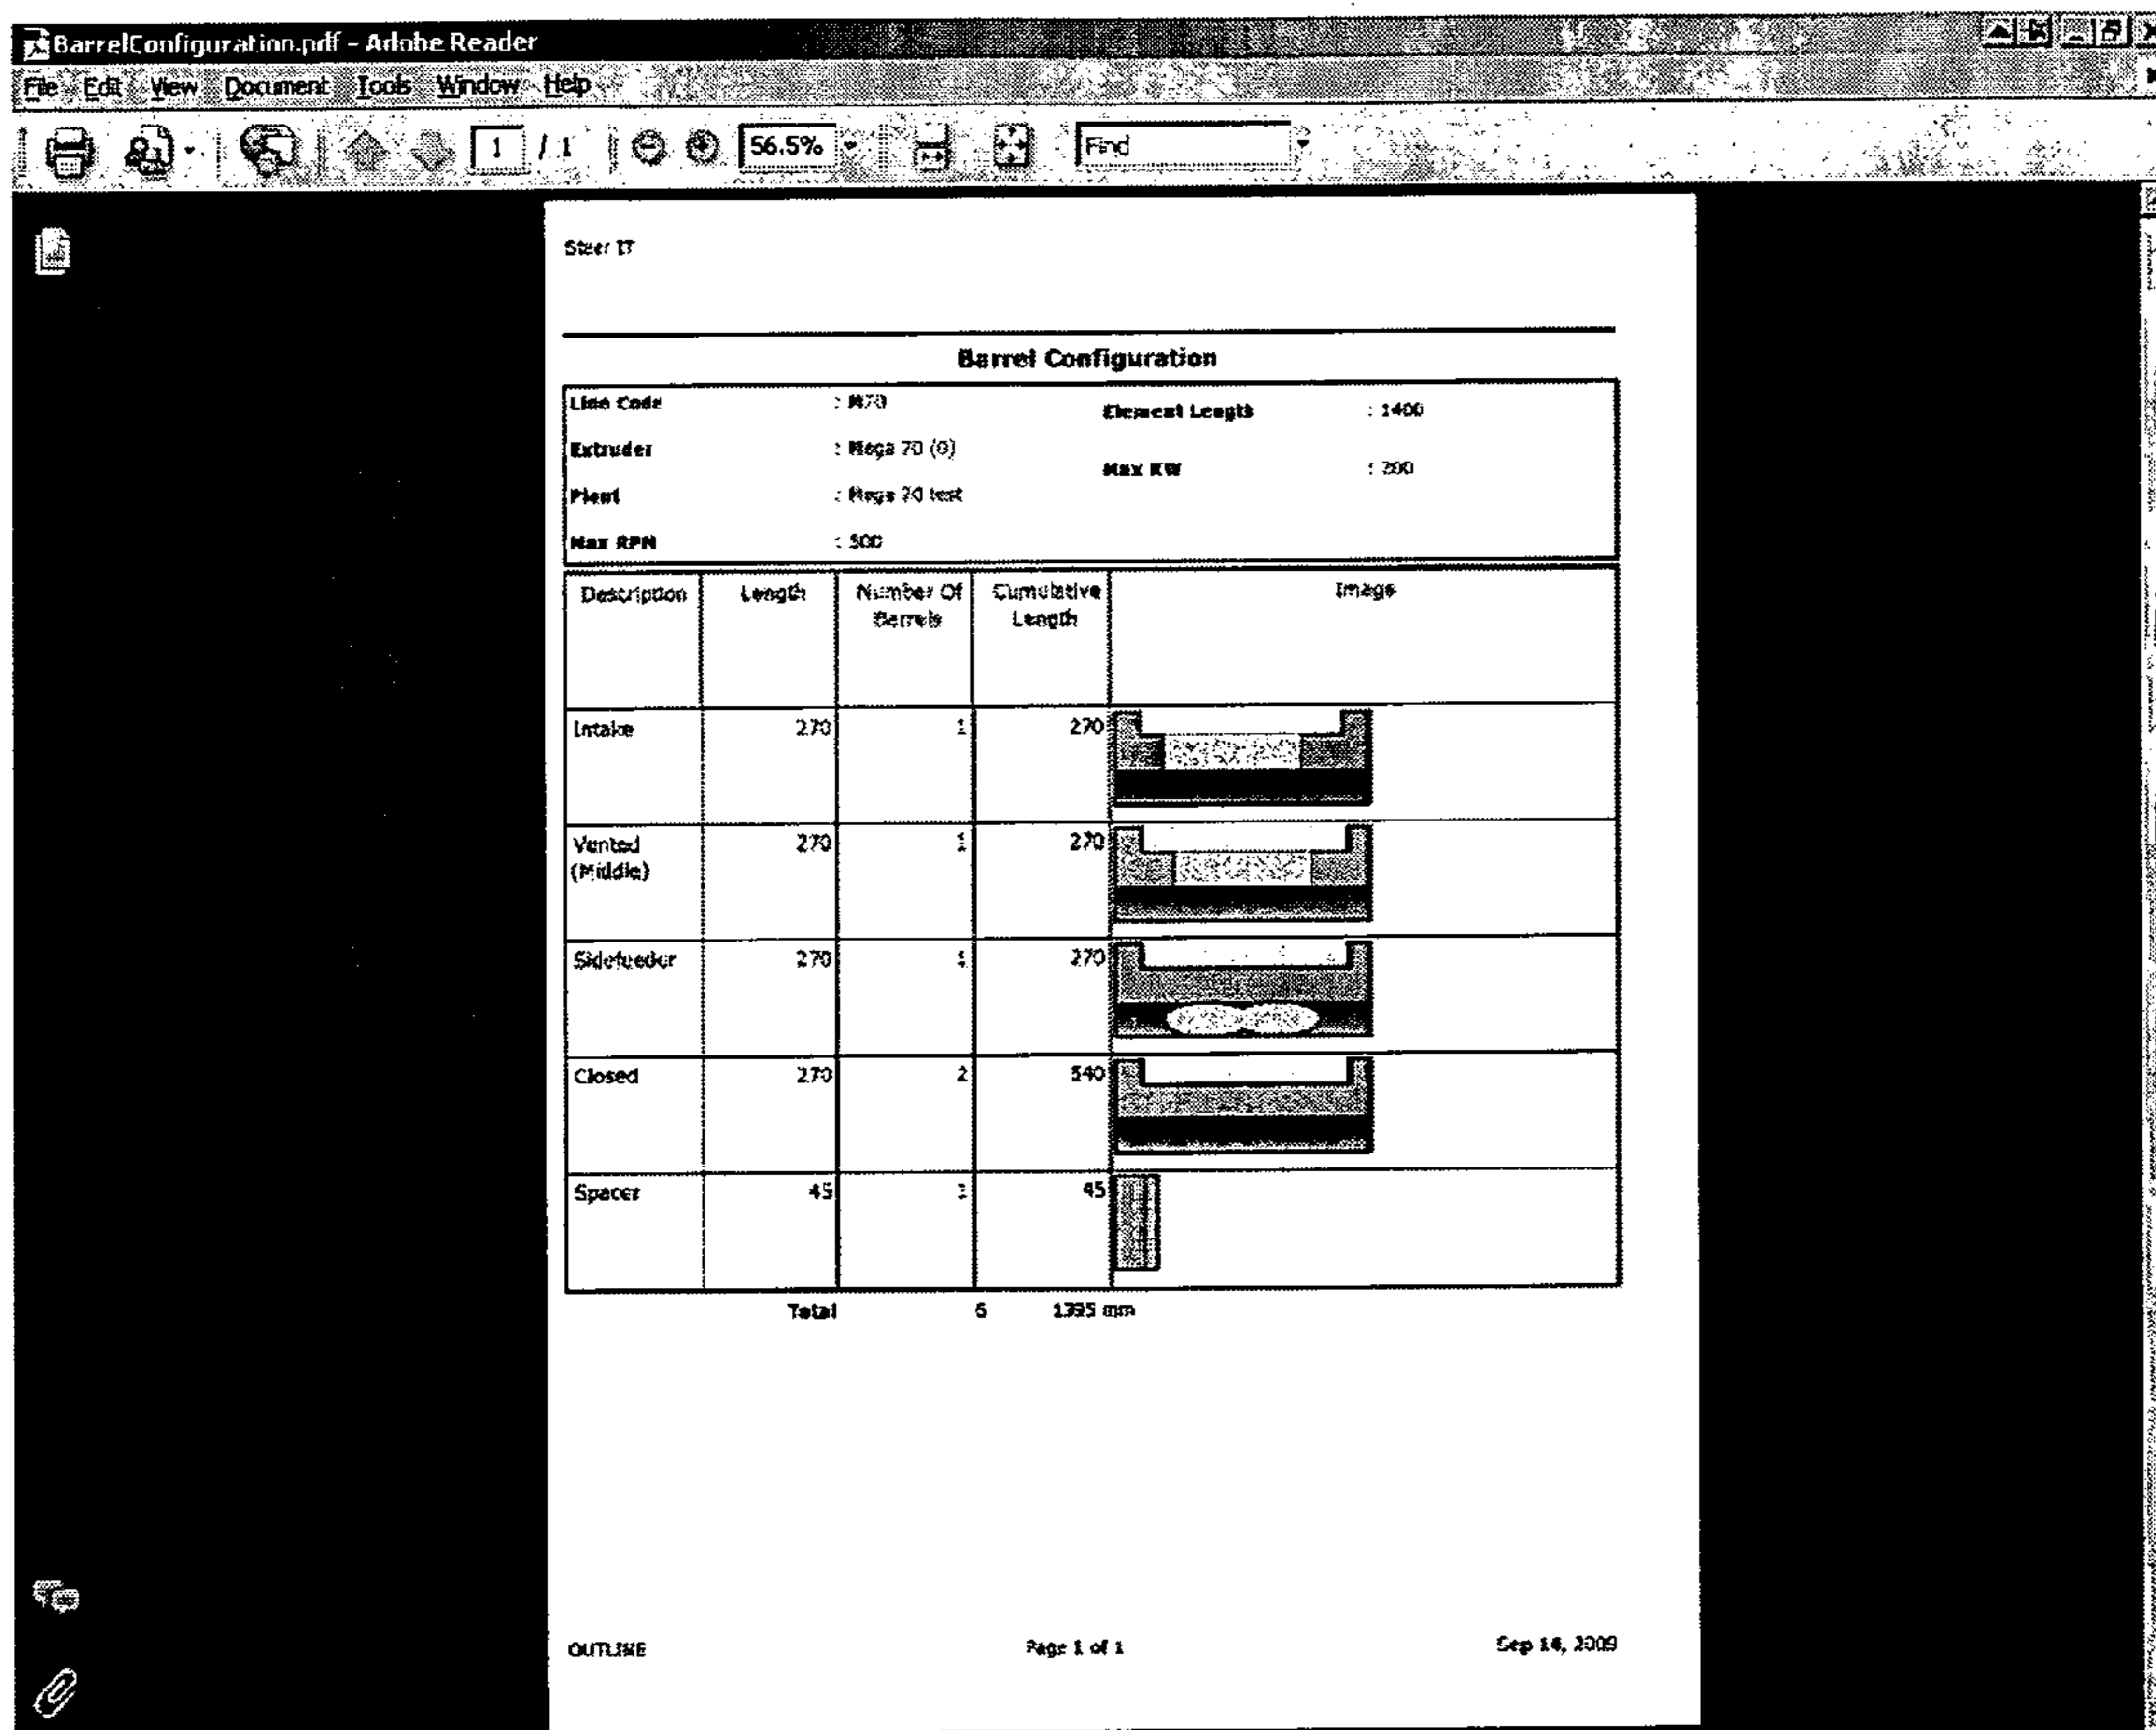 BarrelConfiguration.pdf - Adobe Reader
File Edit View Document Tools Window Help
1 / 1 56.5% Find
Steer IT
Barrel Configuration
Line Code : M70 Element Length : 1400
Extruder : Mega 70 (0)
Max KW : 200
Plant : Mega 70 test
Max RPM : 500
Description Length Number Of Barrels Cumulative Length Image
Intake 270 1 270
Vented (Middle) 270 1 270
Sidefeeder 270 1 270
Closed 270 2 540
Spacer 45 1 45
Total 6 1395 mm
OUTLINE Page 1 of 1 Sep 2009